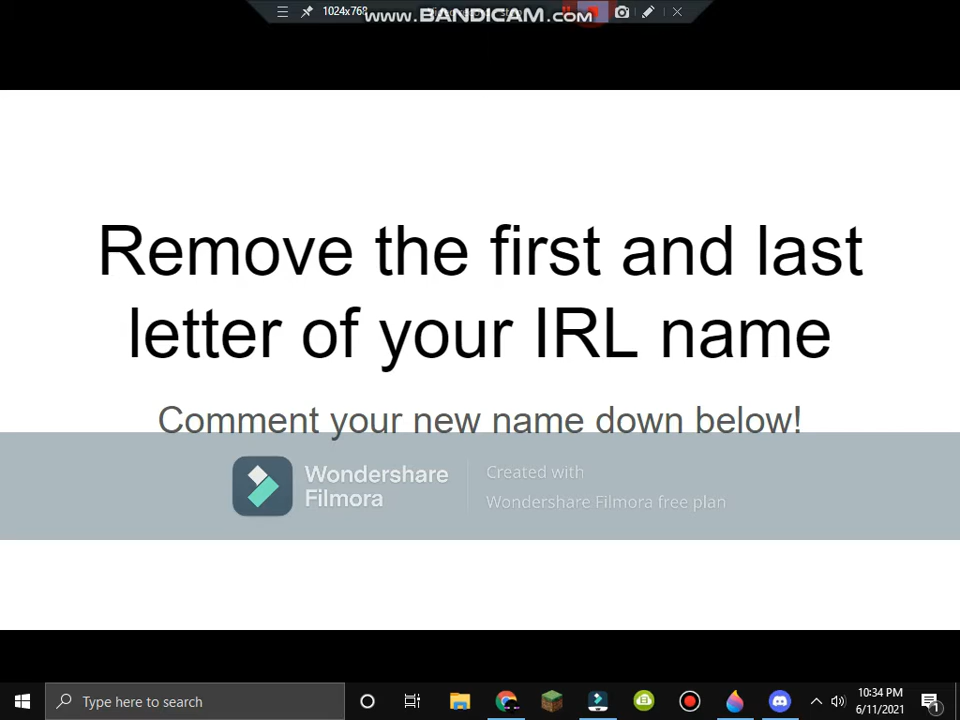 1024x768
www.BANDICAM.com
Remove the first and last
letter of your IRL name
Comment your new name down below!
Wondershare
Filmora
Created with
Wondershare Filmora free plan
Type here to search
10:34 PM
6/11/2021
1